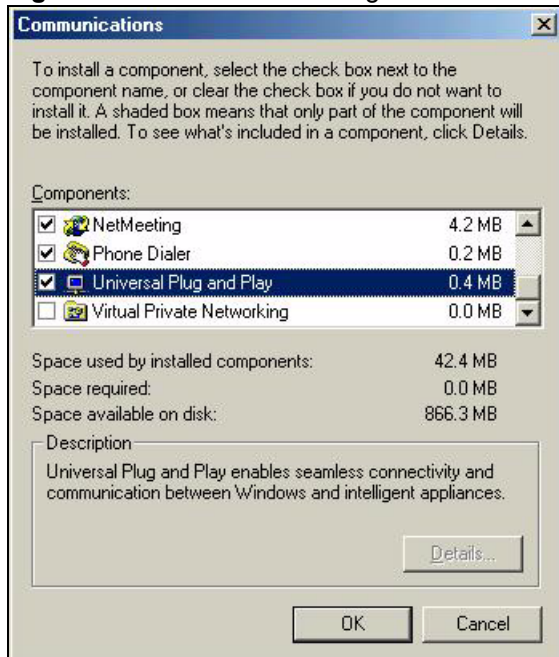 Communications
To install a component, select the check box next to the
component name, or clear the check box if you do not want to
install it. A shaded box means that only part of the component will
be installed. To see what's included in a component, click Details.
Components:
NetMeeting 4.2 MB
Phone Dialer 0.2 MB
Universal Plug and Play 0.4 MB
Virtual Private Networking 0.0 MB
Space used by installed components: 42.4 MB
Space required: 0.0 MB
Space available on disk: 866.3 MB
Description
Universal Plug and Play enables seamless connectivity and
communication between Windows and intelligent appliances.
Details...
OK Cancel